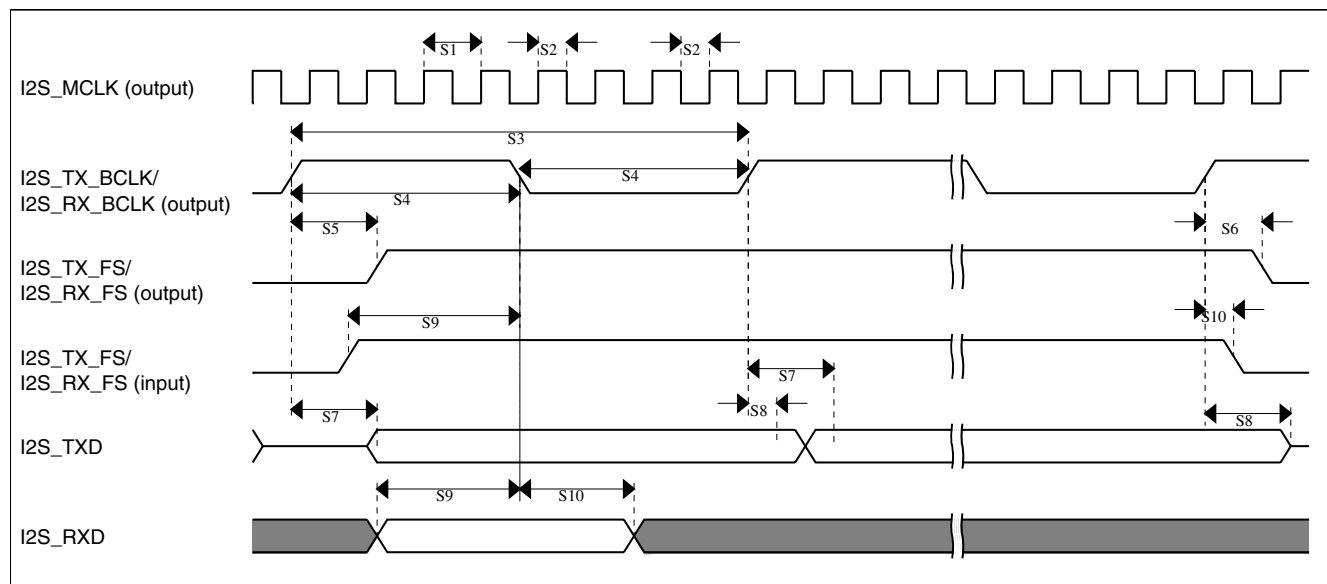 S1 S2 S2
I2S_MCLK (output)
S3
I2S_TX_BCLK/
I2S_RX_BCLK (output)
S4
S4
S5 S6
I2S_TX_FS/
I2S_RX_FS (output)
S9 S10
I2S_TX_FS/
I2S_RX_FS (input)
S7
S7 S8 S8
I2S_TXD
S9 S10
I2S_RXD